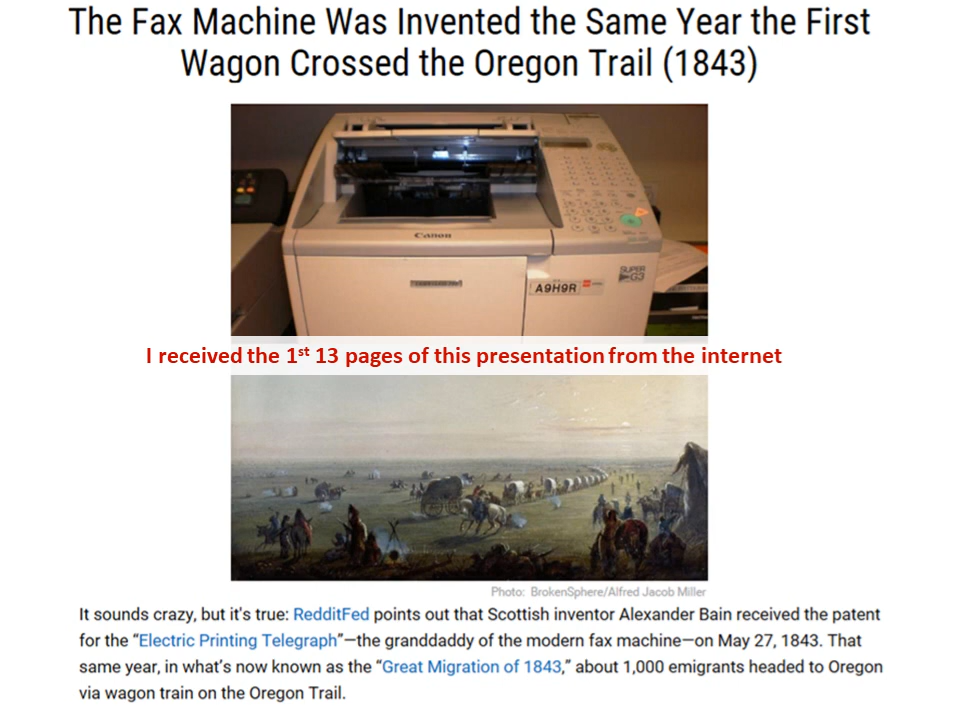 The Fax Machine Was Invented the Same Year the First
Wagon Crossed the Oregon Trail (1843)
Canon
SUPER
G3
A9H9R
I received the 1st 13 pages of this presentation from the internet
Photo: BrokenSphere/Alfred Jacob Miller
It sounds crazy, but it's true: RedditFed points out that Scottish inventor Alexander Bain received the patent
for the “Electric Printing Telegraph”—the granddaddy of the modern fax machine—on May 27, 1843. That
same year, in what’s now known as the “Great Migration of 1843,” about 1,000 emigrants headed to Oregon
via wagon train on the Oregon Trail.